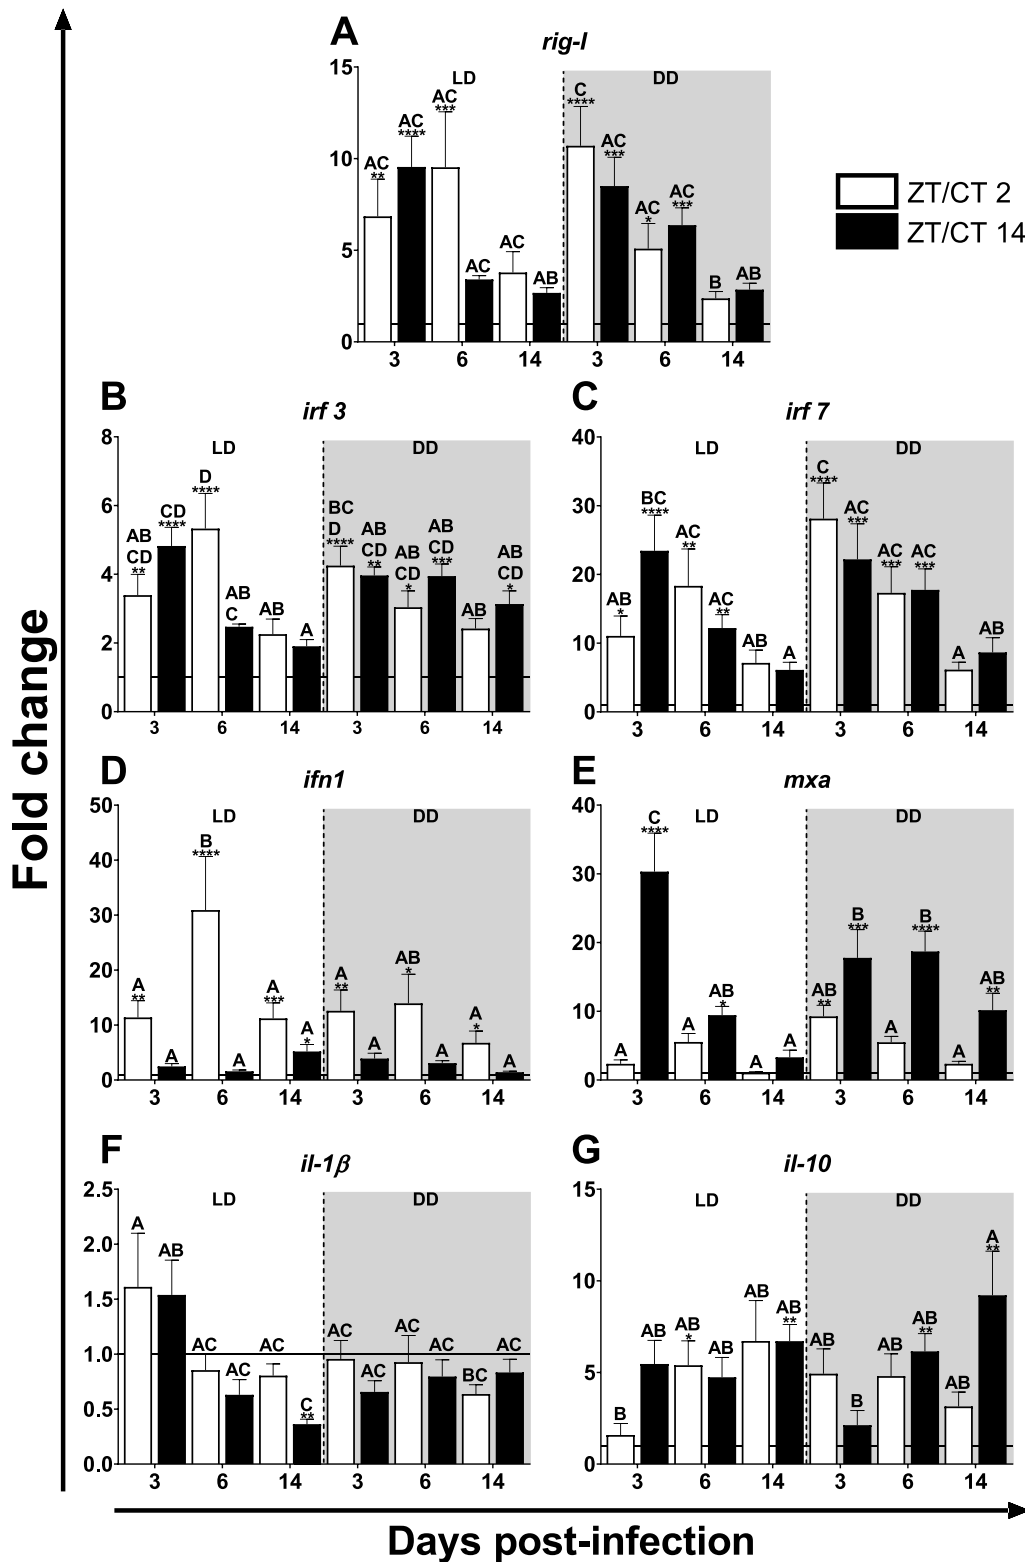 A
rig-I
LD
DD
15
10
5
0
AC
**
AC
****
AC
***
AC
AC
AB
C
****
AC
***
AC
*
AC
***
B
AB
3
6
14
3
6
14
ZT/CT 2
ZT/CT 14
B
irf 3
LD
DD
8
6
4
2
0
AB
CD
**
CD
****
D
****
AB
C
AB
A
BC
D
****
AB
CD
**
AB
CD
*
AB
CD
***
AB
AB
CD
*
3
6
14
3
6
14
C
irf 7
LD
DD
40
30
20
10
0
AB
*
BC
****
AC
**
AC
**
AB
A
C
****
AC
***
AC
***
AC
***
A
AB
3
6
14
3
6
14
D
ifn1
LD
DD
50
40
30
20
10
0
A
**
A
B
****
A
A
***
A
*
A
**
A
AB
*
A
A
*
A
3
6
14
3
6
14
E
mxa
LD
DD
40
30
20
10
0
A
C
****
AB
AB
*
A
AB
AB
**
B
***
AB
B
****
A
AB
**
3
6
14
3
6
14
F
il-1β
LD
DD
2.5
2.0
1.5
1.0
0.5
0.0
A
AB
AC
AC
AC
C
**
AC
AC
AC
AC
BC
AC
3
6
14
3
6
14
G
il-10
LD
DD
15
10
5
0
B
AB
AB
*
AB
AB
AB
**
AB
B
AB
AB
**
AB
A
**
3
6
14
3
6
14
Fold change
Days post-infection